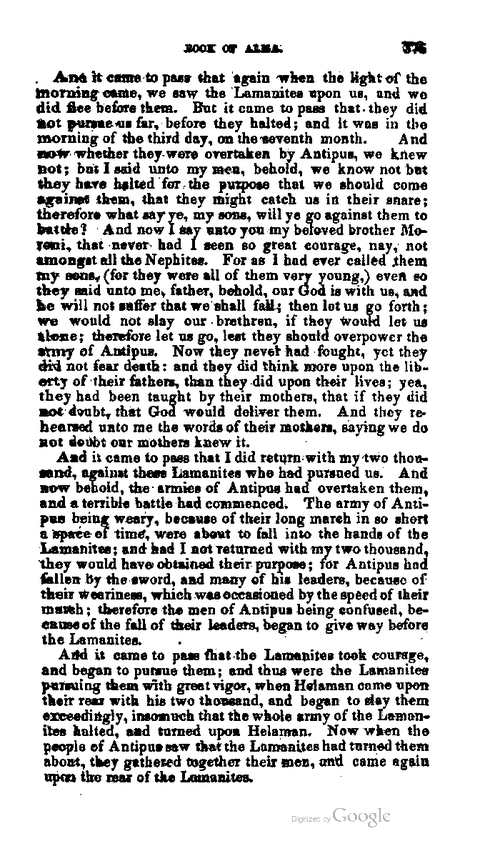 BOOK OF ALMA. 375
And it came to pass that again when the light of the
morning came, we saw the Lamanites upon us, and we
did flee before them. But it came to pass that they did
not pursue us far, before they halted; and it was in the
morning of the third day, on the seventh month. And
now whether they were overtaken by Antipus, we knew
not; but I said unto my men, behold, we know not but
they have halted for the purpose that we should come
against them, that they might catch us in their snare;
therefore what say ye, my sons, will ye go against them to
battle? And now I say unto you my beloved brother Mo-
roni, that never had I seen so great courage, nay, not
amongst all the Nephites. For as I had ever called them
my sons, (for they were all of them very young,) even so
they said unto me, father, behold, our God is with us, and
he will not suffer that we shall fall; then let us go forth;
we would not slay our brethren, if they would let us
alone; therefore let us go, lest they should overpower the
army of Antipus. Now they never had fought, yet they
did not fear death: and they did think more upon the lib-
erty of their fathers, than they did upon their lives; yea,
they had been taught by their mothers, that if they did
not doubt, that God would deliver them. And they re-
hearsed unto me the words of their mothers, saying we do
not doubt our mothers knew it.
And it came to pass that I did return with my two thou-
sand, against these Lamanites who had pursued us. And
now behold, the armies of Antipus had overtaken them,
and a terrible battle had commenced. The army of Anti-
pus being weary, because of their long march in so short
a space of time, were about to fall into the hands of the
Lamanites; and had I not returned with my two thousand,
they would have obtained their purpose; for Antipus had
fallen by the sword, and many of his leaders, because of
their weariness, which was occasioned by the speed of their
march; therefore the men of Antipus being confused, be-
cause of the fall of their leaders, began to give way before
the Lamanites.
And it came to pass that the Lamanites took courage,
and began to pursue them; and thus were the Lamanites
pursuing them with great vigor, when Helaman came upon
their rear with his two thousand, and began to slay them
exceedingly, insomuch that the whole army of the Laman-
ites halted, and turned upon Helaman. Now when the
people of Antipus saw that the Lamanites had turned them
about, they gathered together their men, and came again
upon the rear of the Lamanites.
Digitized by Google